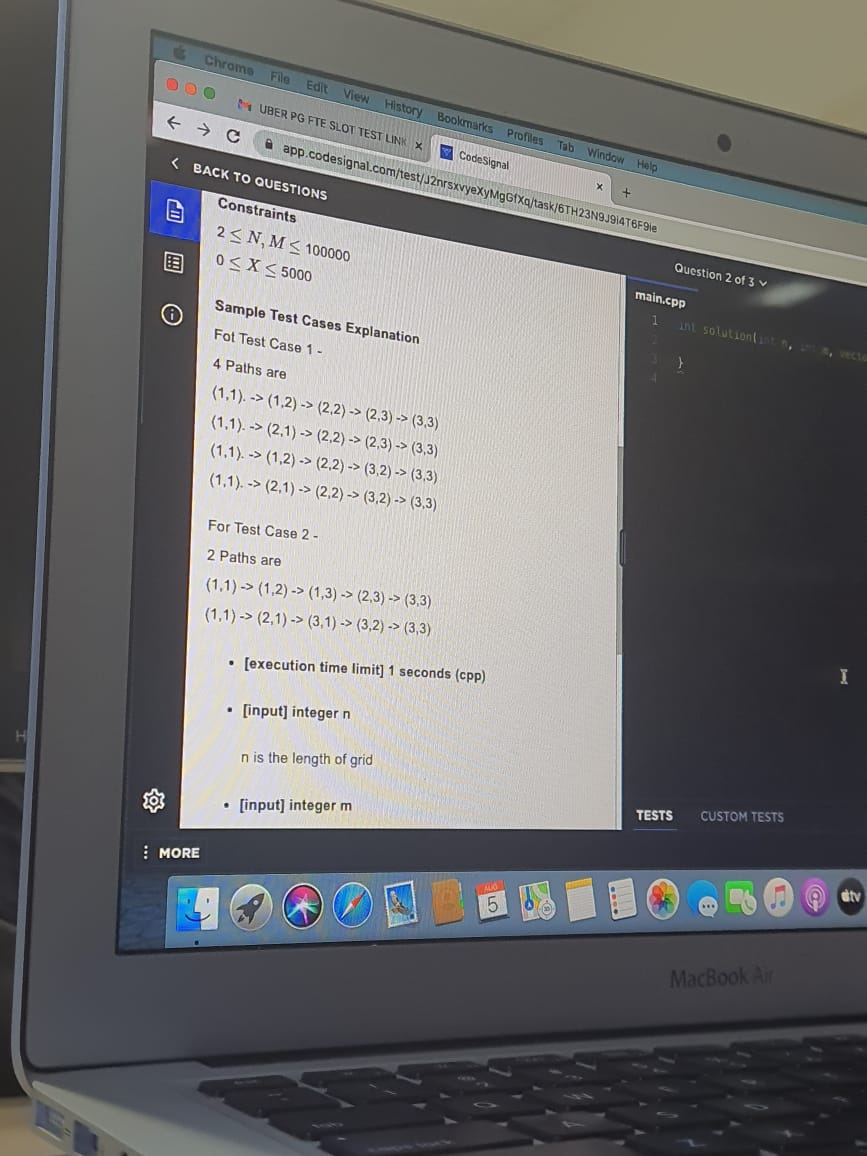 Chrome File Edit View History Bookmarks Profiles Tab Window Help
UBER PG FTE SLOT TEST LINK × CodeSignal × +
app.codesignal.com/test/J2nrsxvyeXyMgGfXq/task/6TH23N9J9i4T6F9ie
< BACK TO QUESTIONS
Question 2 of 3
Constraints
2 ≤ N, M ≤ 100000
0 ≤ X ≤ 5000
Sample Test Cases Explanation
Fot Test Case 1 -
4 Paths are
(1,1). -> (1,2) -> (2,2) -> (2,3) -> (3,3)
(1,1). -> (2,1) -> (2,2) -> (2,3) -> (3,3)
(1,1). -> (1,2) -> (2,2) -> (3,2) -> (3,3)
(1,1). -> (2,1) -> (2,2) -> (3,2) -> (3,3)
For Test Case 2 -
2 Paths are
(1,1) -> (1,2) -> (1,3) -> (2,3) -> (3,3)
(1,1) -> (2,1) -> (3,1) -> (3,2) -> (3,3)
• [execution time limit] 1 seconds (cpp)
• [input] integer n
n is the length of grid
• [input] integer m
main.cpp
1 int solution(int n, int m, vecto
2
3 }
4
TESTS CUSTOM TESTS
⋮ MORE
AUG
5
tv
MacBook Air